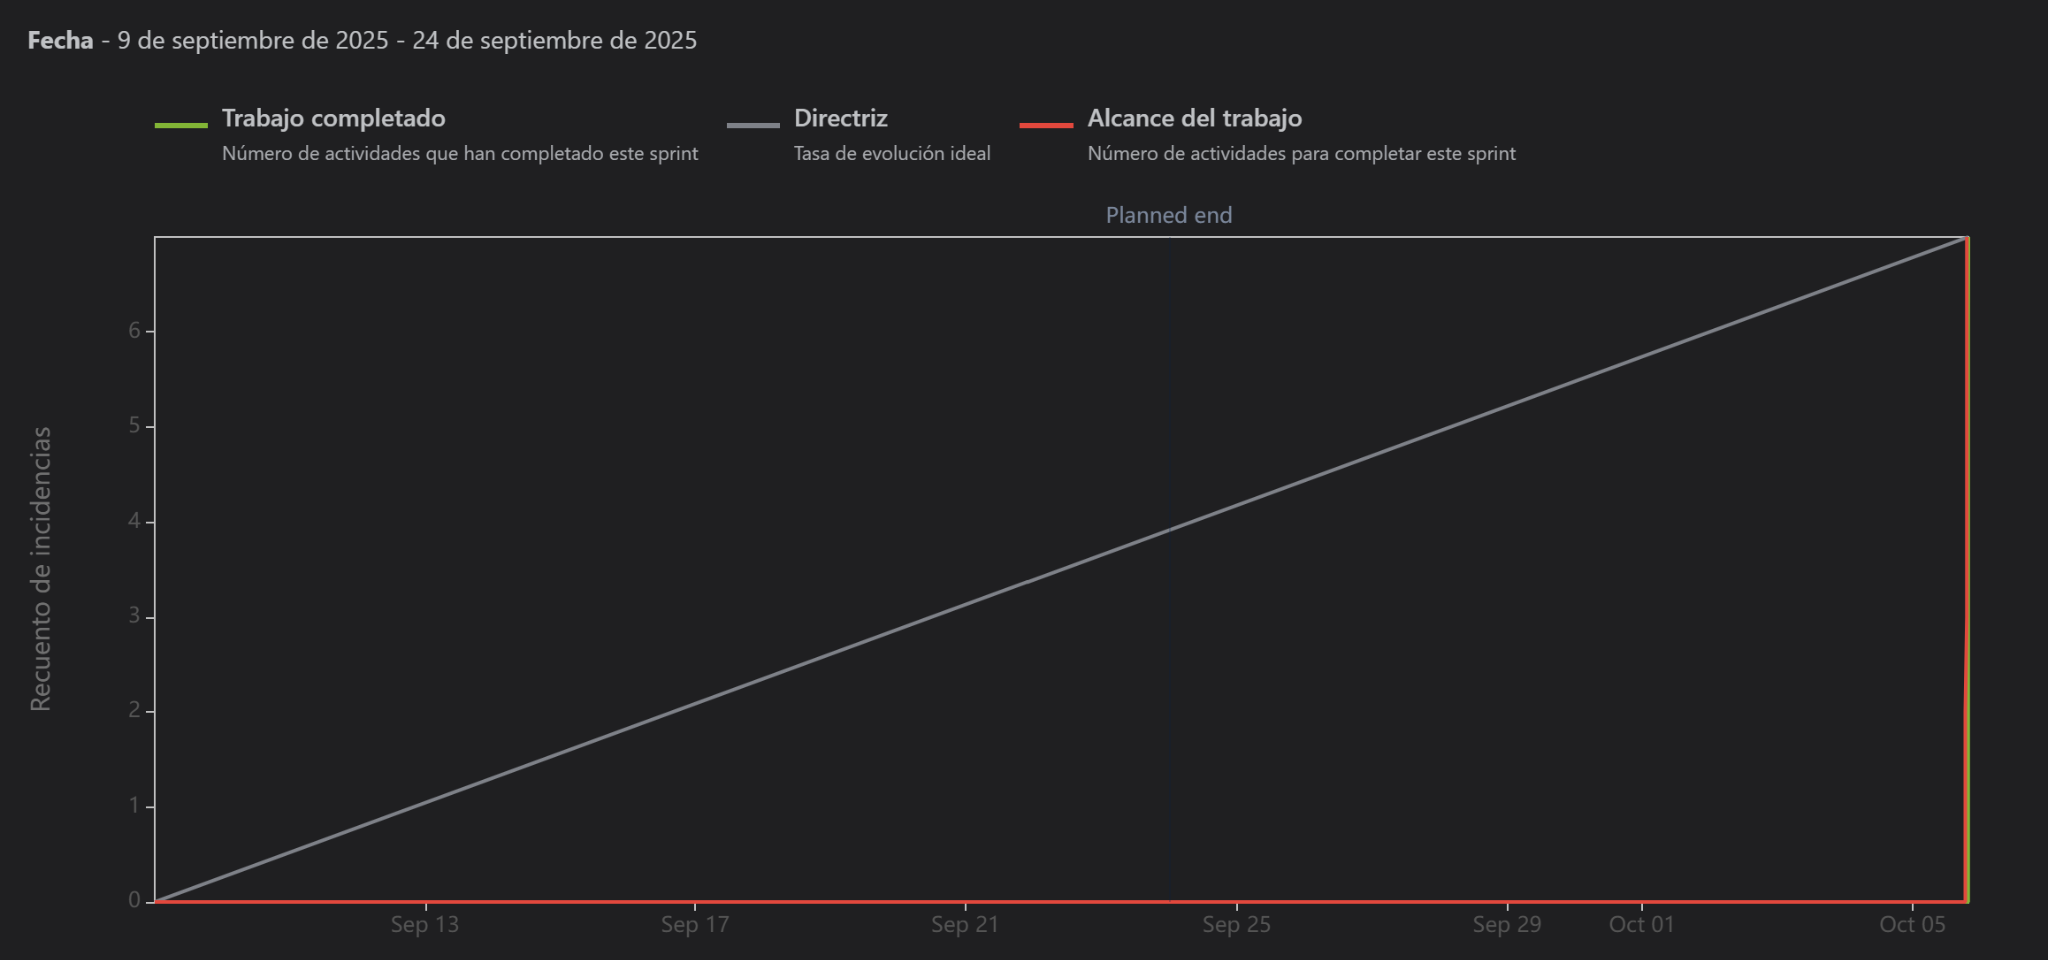 Fecha - 9 de septiembre de 2025 - 24 de septiembre de 2025
Trabajo completado
Número de actividades que han completado este sprint
Directriz
Tasa de evolución ideal
Alcance del trabajo
Número de actividades para completar este sprint
Planned end
Recuento de incidencias
6
5
4
3
2
1
0
Sep 13
Sep 17
Sep 21
Sep 25
Sep 29
Oct 01
Oct 05